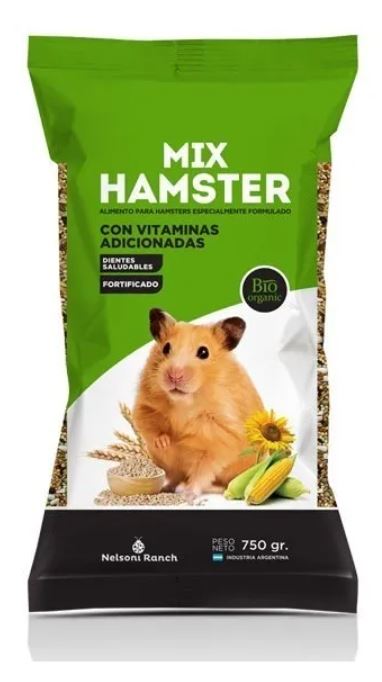 MIX
HAMSTER
ALIMENTO PARA HAMSTERS ESPECIALMENTE FORMULADO
CON VITAMINAS
ADICIONADAS
DIENTES
SALUDABLES
FORTIFICADO
Bio
organic
Nelsoni Ranch
PESO
NETO 750 gr.
INDUSTRIA ARGENTINA